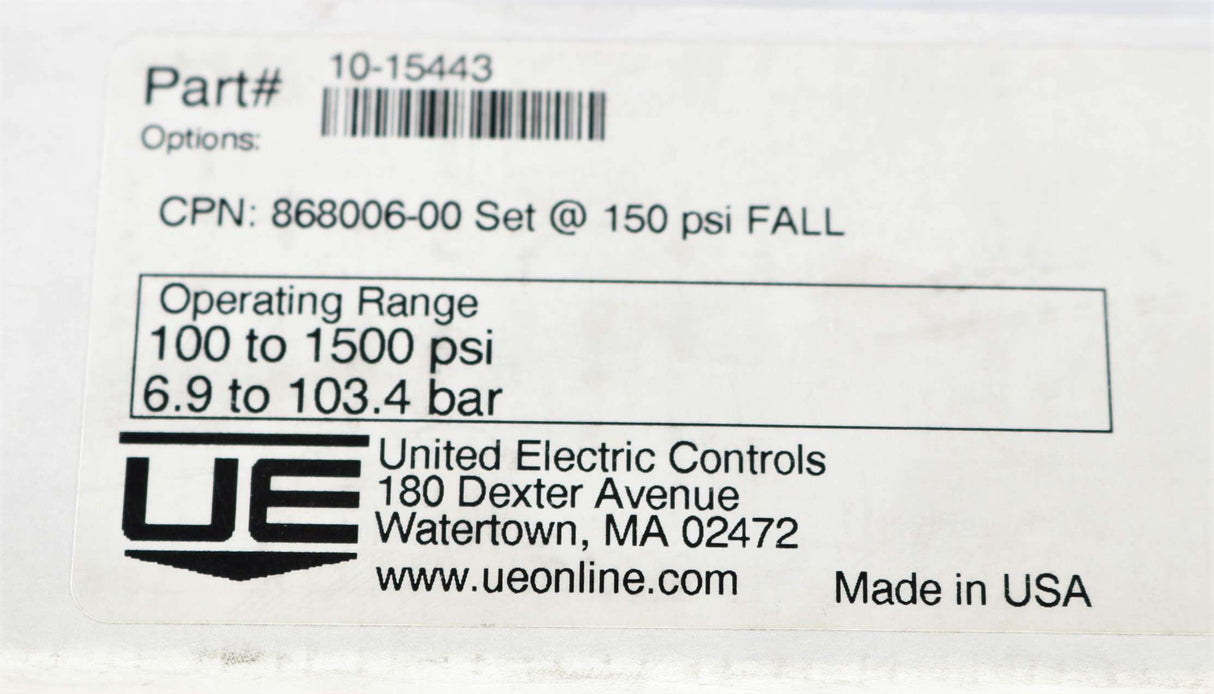 Part# 10-15443
Options:
CPN: 868006-00 Set @ 150 psi FALL
Operating Range
100 to 1500 psi
6.9 to 103.4 bar
UE
United Electric Controls
180 Dexter Avenue
Watertown, MA 02472
www.ueonline.com
Made in USA